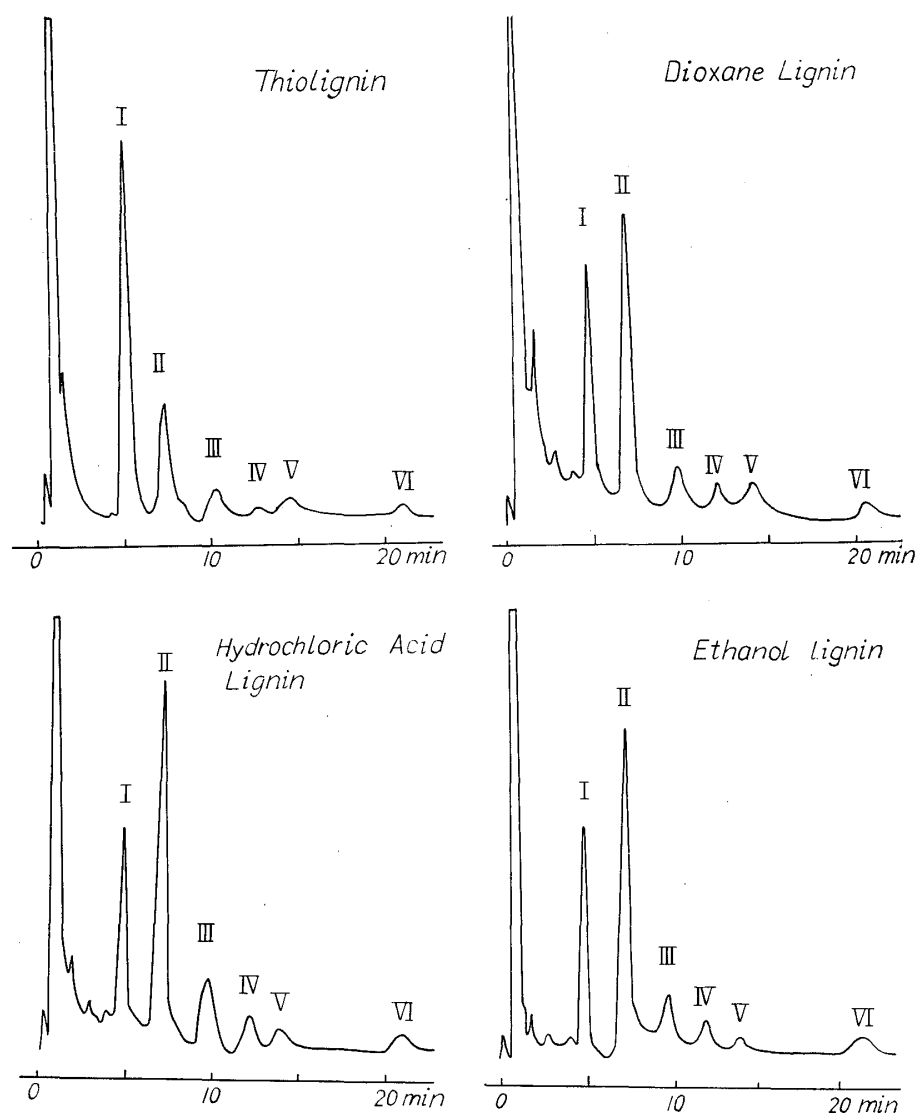 Thiolignin
I
II
III
IV
V
VI
0
10
20 min
Dioxane Lignin
I
II
III
IV
V
VI
0
10
20 min
Hydrochloric Acid
Lignin
I
II
III
IV
V
VI
0
10
20 min
Ethanol lignin
I
II
III
IV
V
VI
0
10
20 min